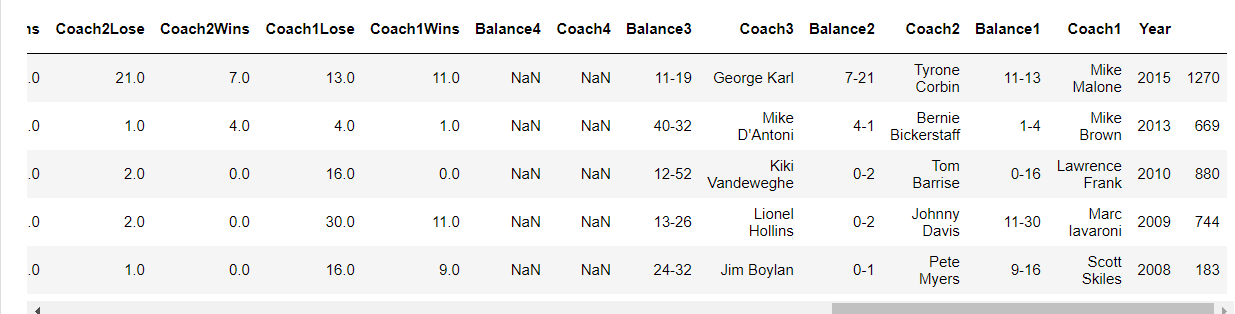 ns Coach2Lose Coach2Wins Coach1Lose Coach1Wins Balance4 Coach4 Balance3 Coach3 Balance2 Coach2 Balance1 Coach1 Year
.0 21.0 7.0 13.0 11.0 NaN NaN 11-19 George Karl 7-21 Tyrone Corbin 11-13 Mike Malone 2015 1270
.0 1.0 4.0 4.0 1.0 NaN NaN 40-32 Mike D'Antoni 4-1 Bernie Bickerstaff 1-4 Mike Brown 2013 669
.0 2.0 0.0 16.0 0.0 NaN NaN 12-52 Kiki Vandeweghe 0-2 Tom Barrise 0-16 Lawrence Frank 2010 880
.0 2.0 0.0 30.0 11.0 NaN NaN 13-26 Lionel Hollins 0-2 Johnny Davis 11-30 Marc Iavaroni 2009 744
.0 1.0 0.0 16.0 9.0 NaN NaN 24-32 Jim Boylan 0-1 Pete Myers 9-16 Scott Skiles 2008 183